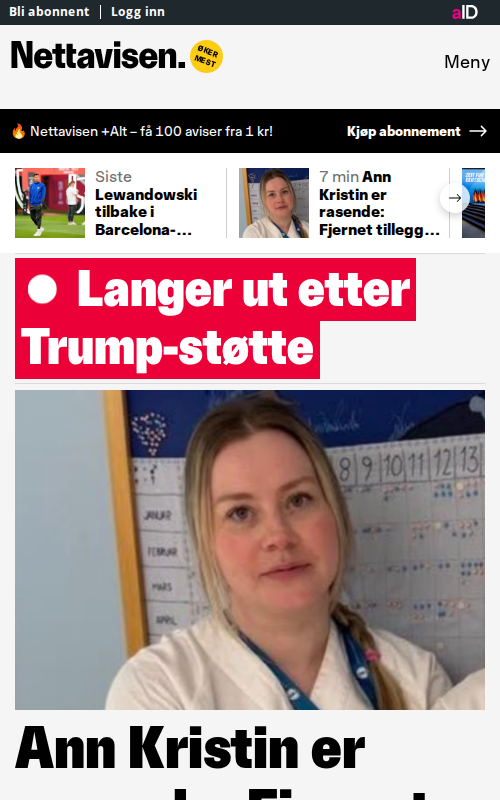 Bli abonnent | Logg inn
aID
Nettavisen.
ØKER
MEST
Meny
🔥 Nettavisen +Alt – få 100 aviser fra 1 kr!
Kjøp abonnement
Siste
Lewandowski
tilbake i
Barcelona-…
7 min Ann
Kristin er
rasende:
Fjernet tillegg…
Langer ut etter
Trump-støtte
8 9 10 11 12 13
JANUAR
FEBRUAR
MARS
APRIL
Ann Kristin er